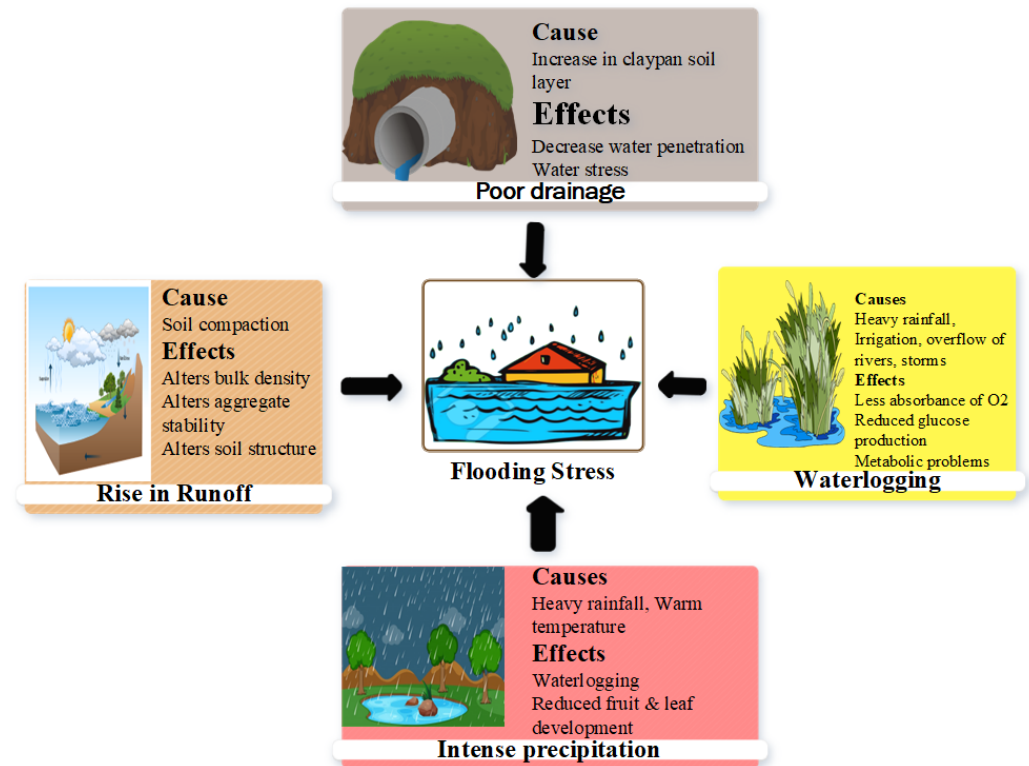 Cause
Increase in claypan soil
layer
Effects
Decrease water penetration
Water stress
Poor drainage
Cause
Soil compaction
Effects
Alters bulk density
Alters aggregate
stability
Alters soil structure
Rise in Runoff
Flooding Stress
Causes
Heavy rainfall,
Irrigation, overflow of
rivers, storms
Effects
Less absorbance of O2
Reduced glucose
production
Metabolic problems
Waterlogging
Causes
Heavy rainfall, Warm
temperature
Effects
Waterlogging
Reduced fruit & leaf
development
Intense precipitation